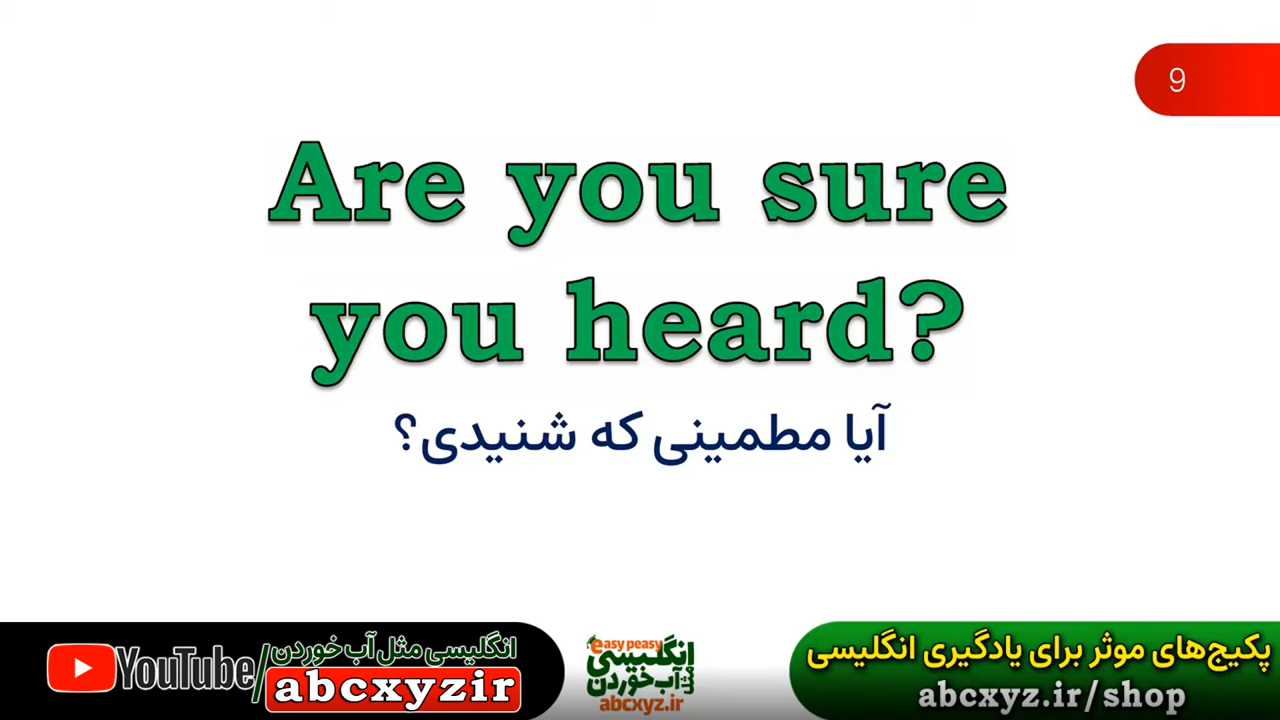 9
Are you sure
you heard?
آیا مطمینی که شنیدی؟
YouTube/
انگلیسی مثل آب خوردن
abcxyzir
easy peasy
انگلیسی
مثل آب خوردن
abcxyz.ir
پکیج‌های موثر برای یادگیری انگلیسی
abcxyz.ir/shop